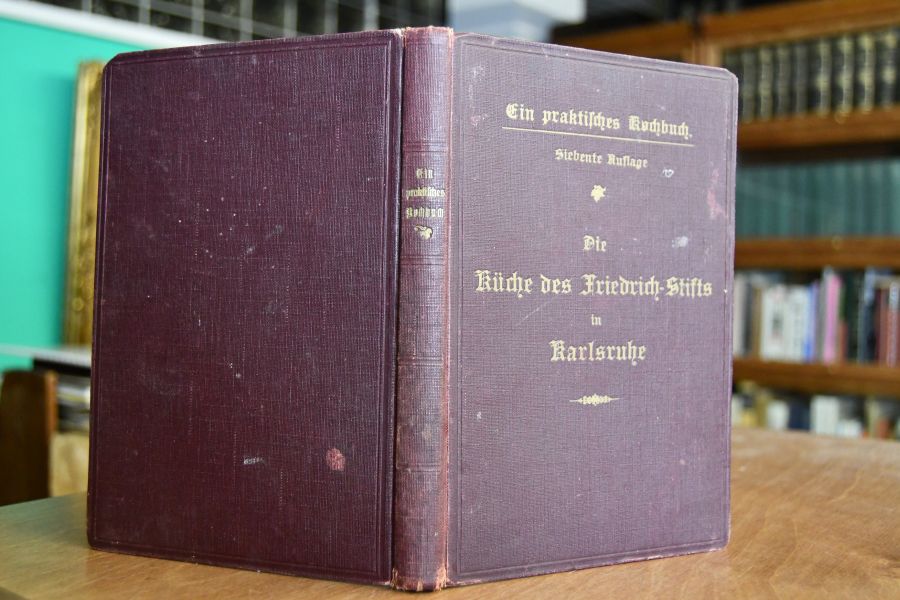 Ein
praktisches
Kochbuch
Ein praktisches Kochbuch.
Siebente Auflage
Die
Küche des Friedrich-Stifts
in
Karlsruhe